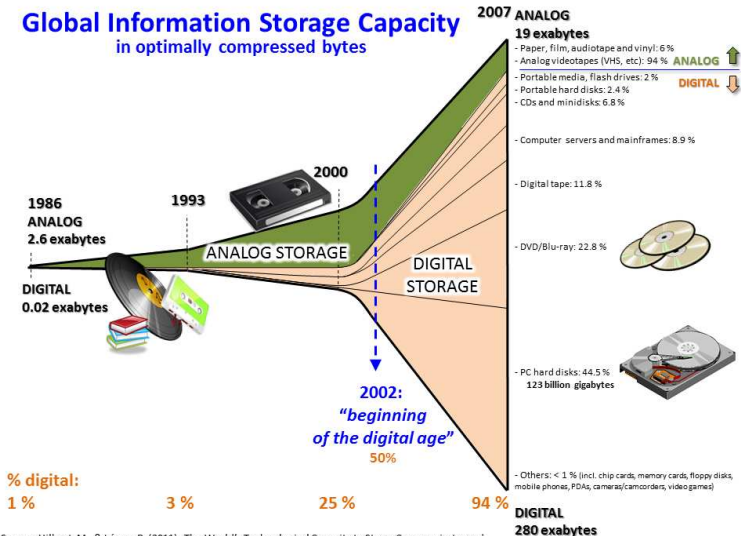 Global Information Storage Capacity
in optimally compressed bytes
2007 ANALOG
19 exabytes
- Paper, film, audiotape and vinyl: 6 %
- Analog videotapes (VHS, etc): 94 % ANALOG
- Portable media, flash drives: 2 % DIGITAL
- Portable hard disks: 2.4 %
- CDs and minidisks: 6.8 %
- Computer servers and mainframes: 8.9 %
- Digital tape: 11.8 %
- DVD/Blu-ray: 22.8 %
- PC hard disks: 44.5 %
123 billion gigabytes
- Others: < 1 % (incl. chip cards, memory cards, floppy disks,
mobile phones, PDAs, cameras/camcorders, video games)
DIGITAL
280 exabytes
1986
ANALOG
2.6 exabytes
DIGITAL
0.02 exabytes
1993
2000
ANALOG STORAGE
DIGITAL
STORAGE
2002:
“beginning
of the digital age”
50%
% digital:
1 % 3 % 25 % 94 %